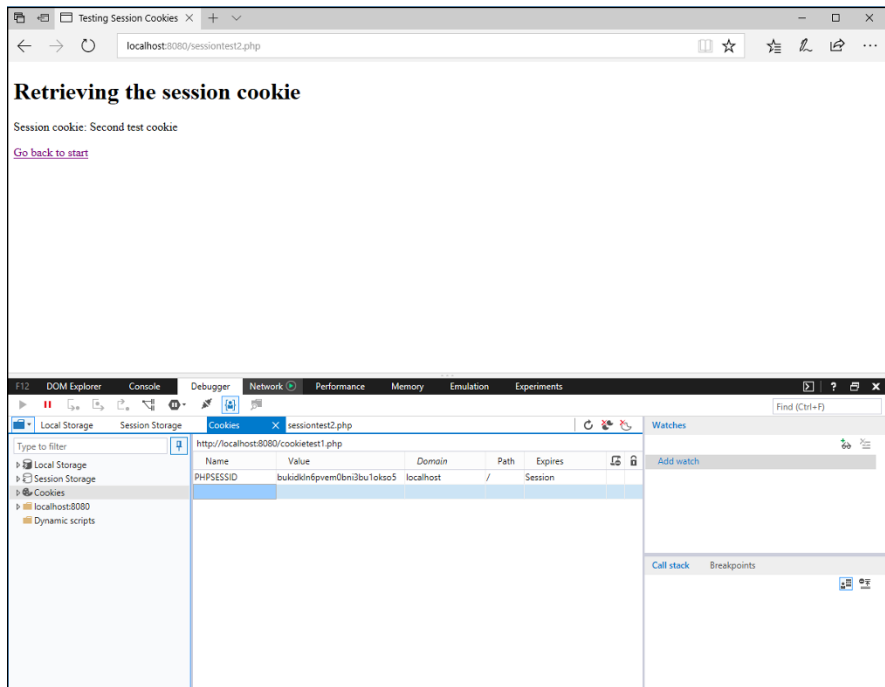 Testing Session Cookies
localhost:8080/sessiontest2.php
Retrieving the session cookie
Session cookie: Second test cookie
Go back to start
F12 DOM Explorer Console Debugger Network Performance Memory Emulation Experiments ?
Find (Ctrl+F)
Local Storage Session Storage Cookies sessiontest2.php Watches
Type to filter http://localhost:8080/cookietest1.php
Name Value Domain Path Expires Add watch
Local Storage
PHPSESSID bukidkln6pvem0bni3bu1okso5 localhost / Session
Session Storage
Cookies
localhost:8080
Dynamic scripts
Call stack Breakpoints